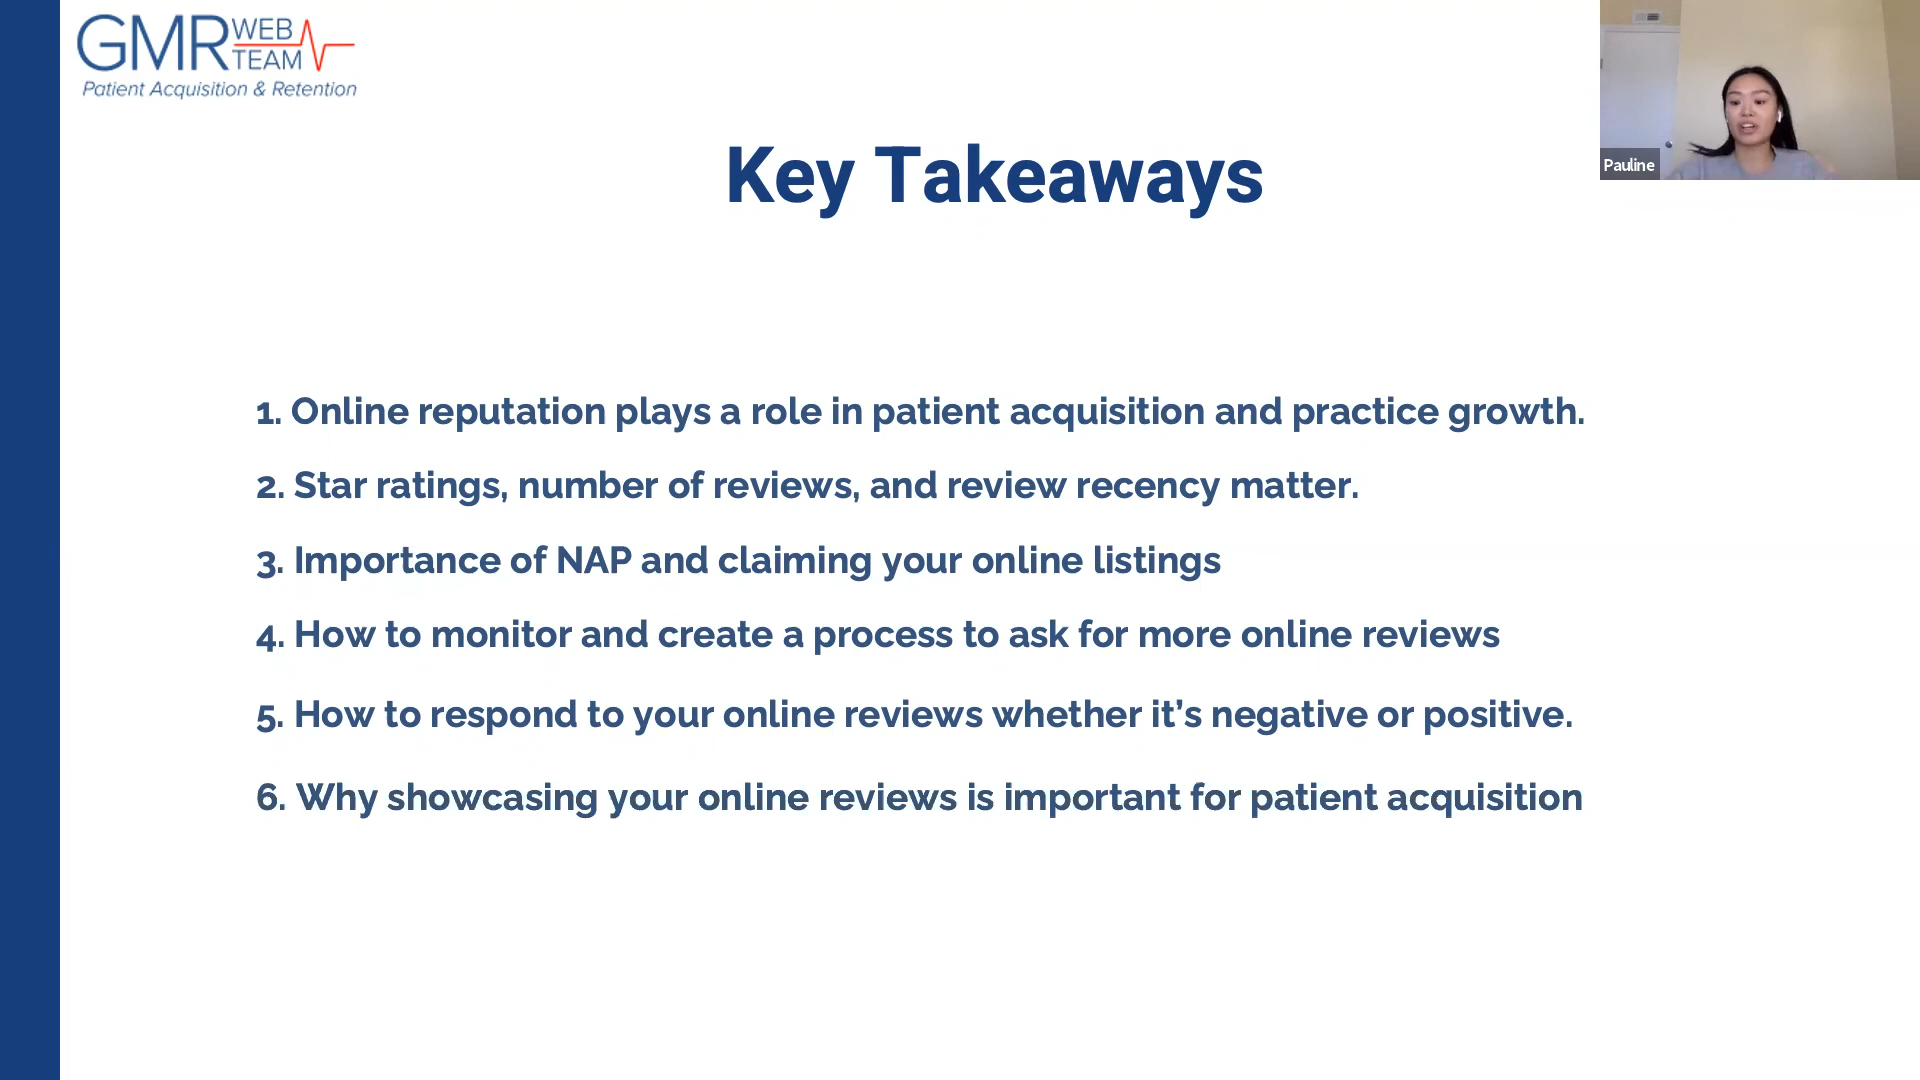 GMR WEB TEAM
Patient Acquisition & Retention
Pauline
Key Takeaways
1. Online reputation plays a role in patient acquisition and practice growth.
2. Star ratings, number of reviews, and review recency matter.
3. Importance of NAP and claiming your online listings
4. How to monitor and create a process to ask for more online reviews
5. How to respond to your online reviews whether it’s negative or positive.
6. Why showcasing your online reviews is important for patient acquisition